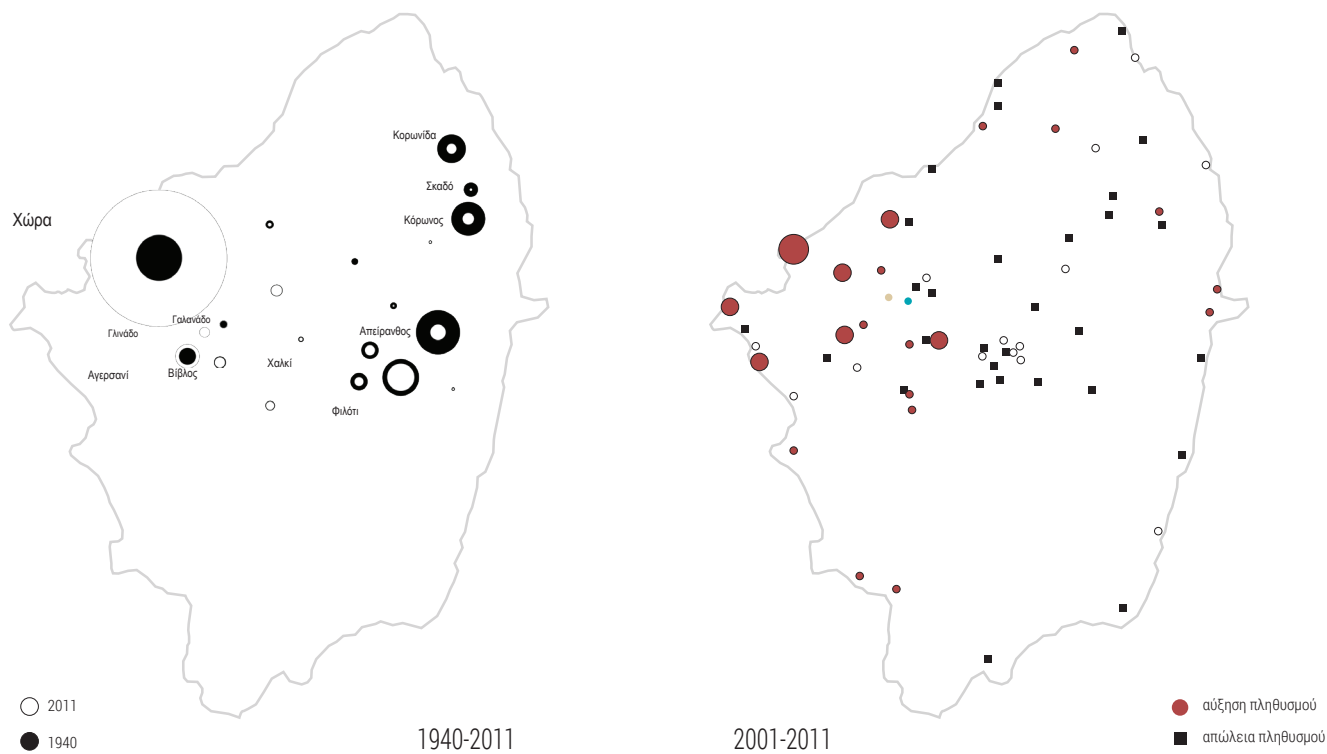 Κορωνίδα
Σκαδό
Χώρα
Κόρωνος
Γαλανάδο
Γλινάδο
Απείρανθος
Χαλκί
Βίβλος
Αγερσανί
Φιλότι
2011
1940
1940-2011
2001-2011
αύξηση πληθυσμού
απώλεια πληθυσμού